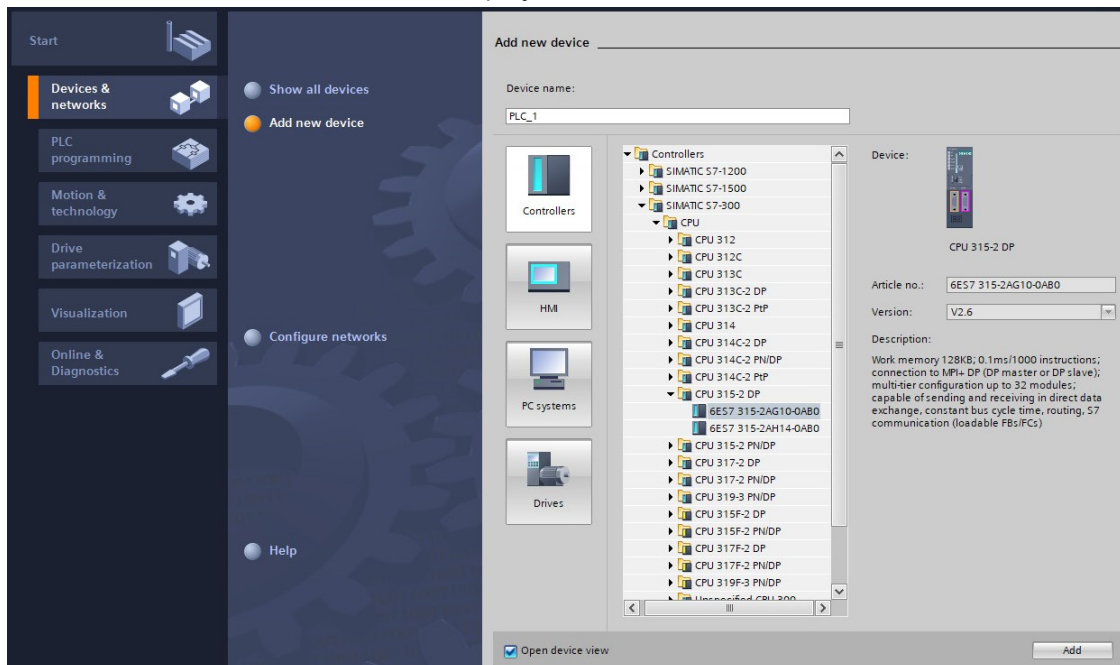 Start
Devices &
networks
PLC
programming
Motion &
technology
Drive
parameterization
Visualization
Online &
Diagnostics
Show all devices
Add new device
Configure networks
Help
Add new device
Device name:
PLC_1
Controllers
HMI
PC systems
Drives
Controllers
SIMATIC S7-1200
SIMATIC S7-1500
SIMATIC S7-300
CPU
CPU 312
CPU 312C
CPU 313C
CPU 313C-2 DP
CPU 313C-2 PtP
CPU 314
CPU 314C-2 DP
CPU 314C-2 PN/DP
CPU 314C-2 PtP
CPU 315-2 DP
6ES7 315-2AG10-0AB0
6ES7 315-2AH14-0AB0
CPU 315-2 PN/DP
CPU 317-2 DP
CPU 317-2 PN/DP
CPU 319-3 PN/DP
CPU 315F-2 DP
CPU 315F-2 PN/DP
CPU 317F-2 DP
CPU 317F-2 PN/DP
CPU 319F-3 PN/DP
Unspecified CPU 300
Device:
CPU 315-2 DP
Article no.:
6ES7 315-2AG10-0AB0
Version:
V2.6
Description:
Work memory 128KB; 0.1ms/1000 instructions;
connection to MPI+ DP (DP master or DP slave);
multi-tier configuration up to 32 modules;
capable of sending and receiving in direct data
exchange, constant bus cycle time, routing, S7
communication (loadable FBs/FCs)
Open device view
Add